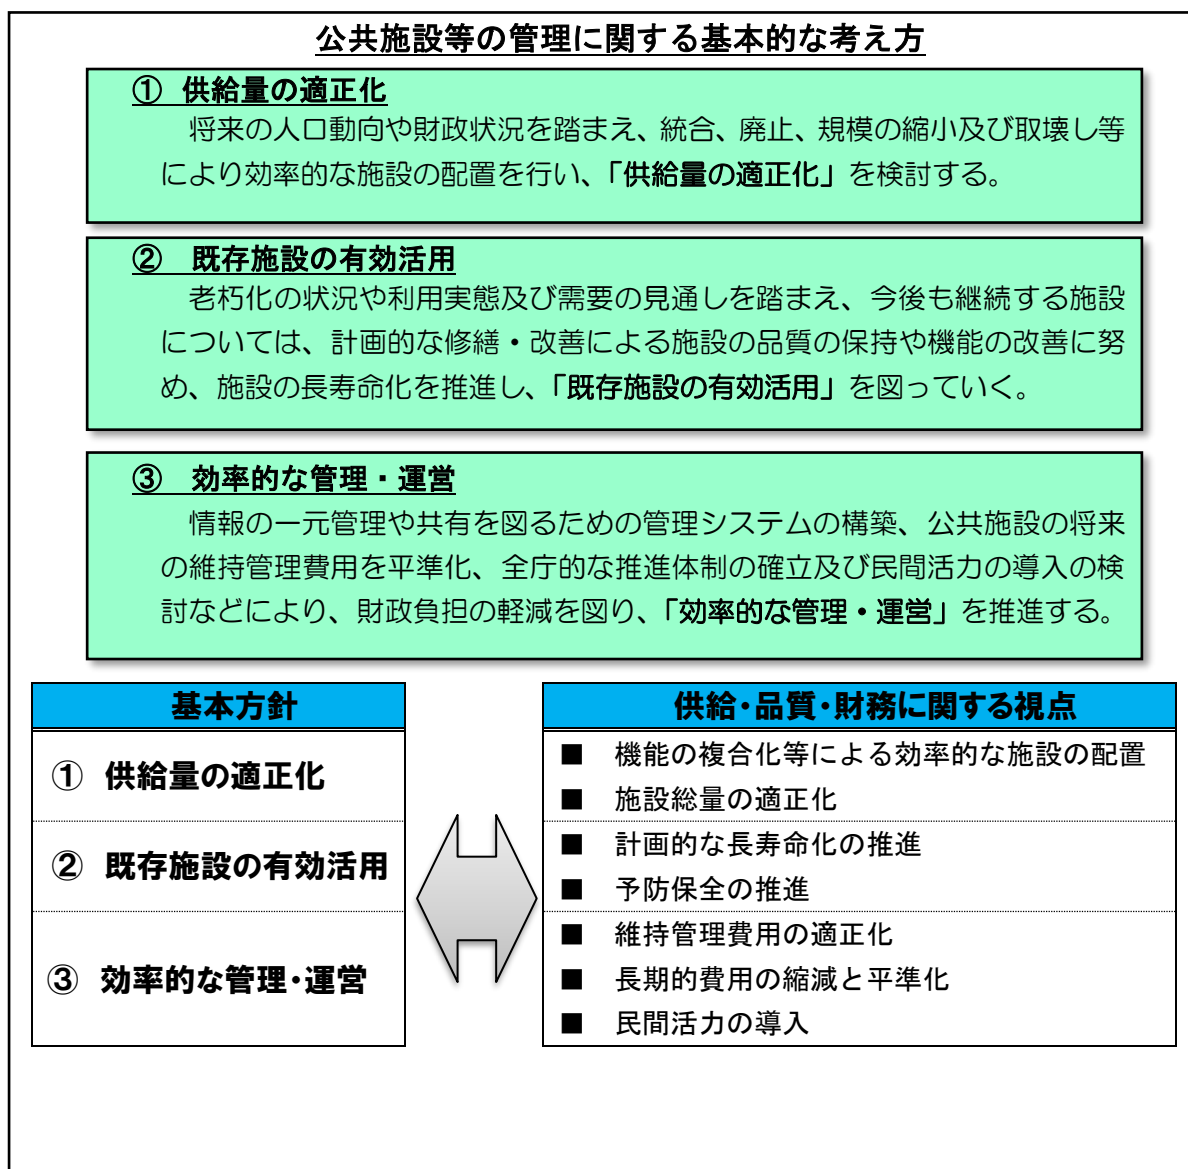 公共施設等の管理に関する基本的な考え方
① 供給量の適正化
将来の人口動向や財政状況を踏まえ、統合、廃止、規模の縮小及び取壊し等
により効率的な施設の配置を行い、「供給量の適正化」を検討する。
② 既存施設の有効活用
老朽化の状況や利用実態及び需要の見通しを踏まえ、今後も継続する施設
については、計画的な修繕・改善による施設の品質の保持や機能の改善に努
め、施設の長寿命化を推進し、「既存施設の有効活用」を図っていく。
③ 効率的な管理・運営
情報の一元管理や共有を図るための管理システムの構築、公共施設の将来
の維持管理費用を平準化、全庁的な推進体制の確立及び民間活力の導入の検
討などにより、財政負担の軽減を図り、「効率的な管理・運営」を推進する。
基本方針
① 供給量の適正化
② 既存施設の有効活用
③ 効率的な管理・運営
供給・品質・財務に関する視点
■ 機能の複合化等による効率的な施設の配置
■ 施設総量の適正化
■ 計画的な長寿命化の推進
■ 予防保全の推進
■ 維持管理費用の適正化
■ 長期的費用の縮減と平準化
■ 民間活力の導入